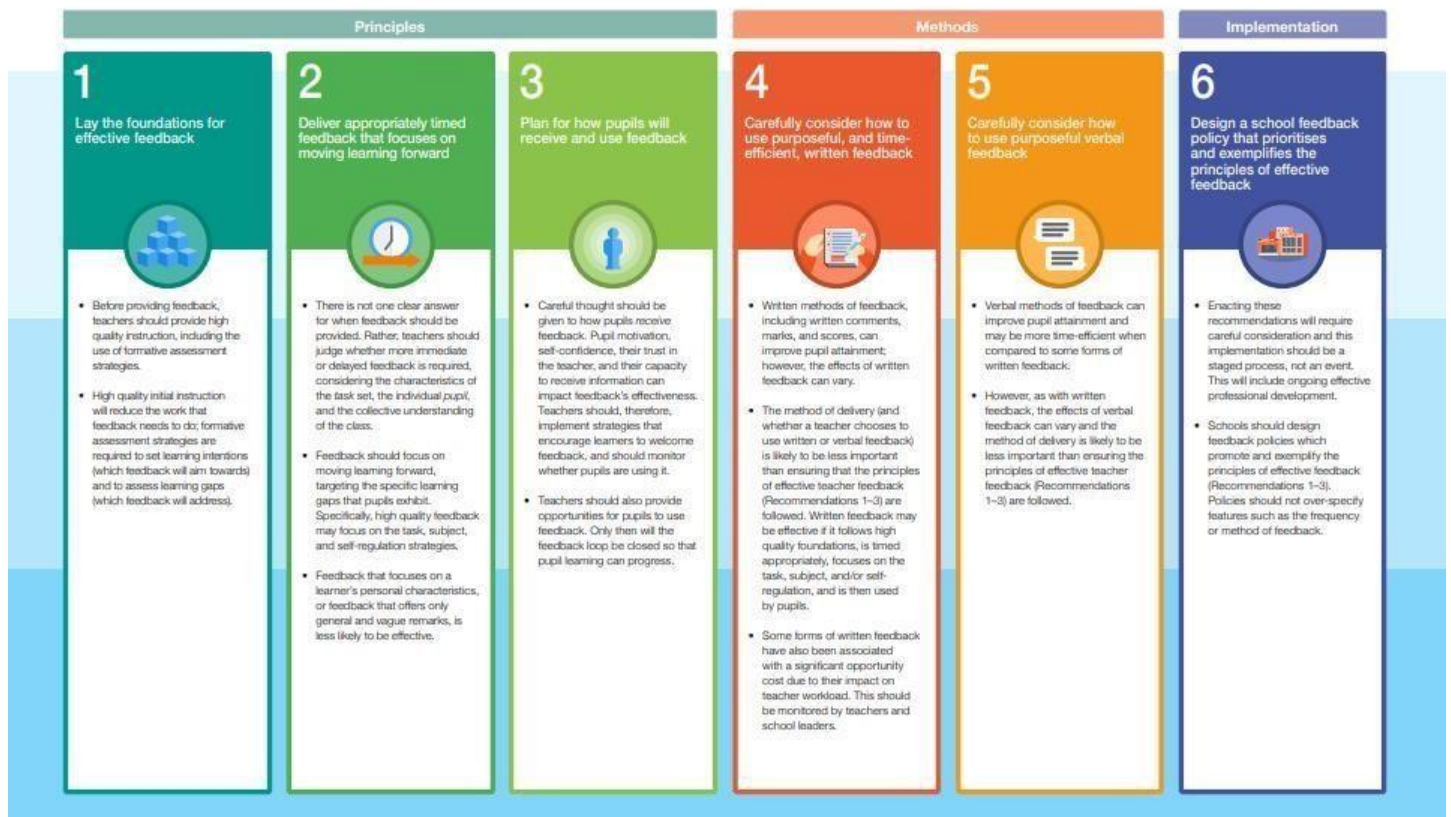 Principles
Methods
Implementation
1
Lay the foundations for
effective feedback
• Before providing feedback,
teachers should provide high
quality instruction, including the
use of formative assessment
strategies.
• High quality initial instruction
will reduce the work that
feedback needs to do; formative
assessment strategies are
required to set learning intentions
(which feedback will aim towards)
and to assess learning gaps
(which feedback will address).
2
Deliver appropriately timed
feedback that focuses on
moving learning forward
• There is not one clear answer
for when feedback should be
provided. Rather, teachers should
judge whether more immediate
or delayed feedback is required,
considering the characteristics of
the task set, the individual pupil,
and the collective understanding
of the class.
• Feedback should focus on
moving learning forward,
targeting the specific learning
gaps that pupils exhibit.
Specifically, high quality feedback
may focus on the task, subject,
and self-regulation strategies.
• Feedback that focuses on a
learner's personal characteristics,
or feedback that offers only
general and vague remarks, is
less likely to be effective.
3
Plan for how pupils will
receive and use feedback
• Careful thought should be
given to how pupils receive
feedback. Pupil motivation,
self-confidence, their trust in
the teacher, and their capacity
to receive information can
impact feedback's effectiveness.
Teachers should, therefore,
implement strategies that
encourage learners to welcome
feedback, and should monitor
whether pupils are using it.
• Teachers should also provide
opportunities for pupils to use
feedback. Only then will the
feedback loop be closed so that
pupil learning can progress.
4
Carefully consider how to
use purposeful, and time-
efficient, written feedback
• Written methods of feedback,
including written comments,
marks, and scores, can
improve pupil attainment;
however, the effects of written
feedback can vary.
• The method of delivery (and
whether a teacher chooses to
use written or verbal feedback)
is likely to be less important
than ensuring that the principles
of effective teacher feedback
(Recommendations 1–3) are
followed. Written feedback may
be effective if it follows high
quality foundations, is timed
appropriately, focuses on the
task, subject, and/or self-
regulation, and is then used
by pupils.
• Some forms of written feedback
have also been associated
with a significant opportunity
cost due to their impact on
teacher workload. This should
be monitored by teachers and
school leaders.
5
Carefully consider how
to use purposeful verbal
feedback
• Verbal methods of feedback can
improve pupil attainment and
may be more time-efficient when
compared to some forms of
written feedback.
• However, as with written
feedback, the effects of verbal
feedback can vary and the
method of delivery is likely to be
less important than ensuring the
principles of effective teacher
feedback (Recommendations
1–3) are followed.
6
Design a school feedback
policy that prioritises
and exemplifies the
principles of effective
feedback
• Enacting these
recommendations will require
careful consideration and this
implementation should be a
staged process, not an event.
This will include ongoing effective
professional development.
• Schools should design
feedback policies which
promote and exemplify the
principles of effective feedback
(Recommendations 1–3).
Policies should not over-specify
features such as the frequency
or method of feedback.